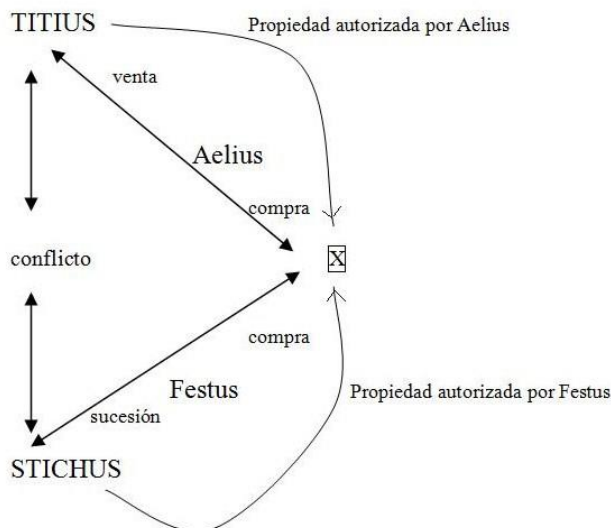 TITIUS
Propiedad autorizada por Aelius
venta
Aelius
compra
conflicto
X
compra
Festus
Propiedad autorizada por Festus
sucesión
STICHUS